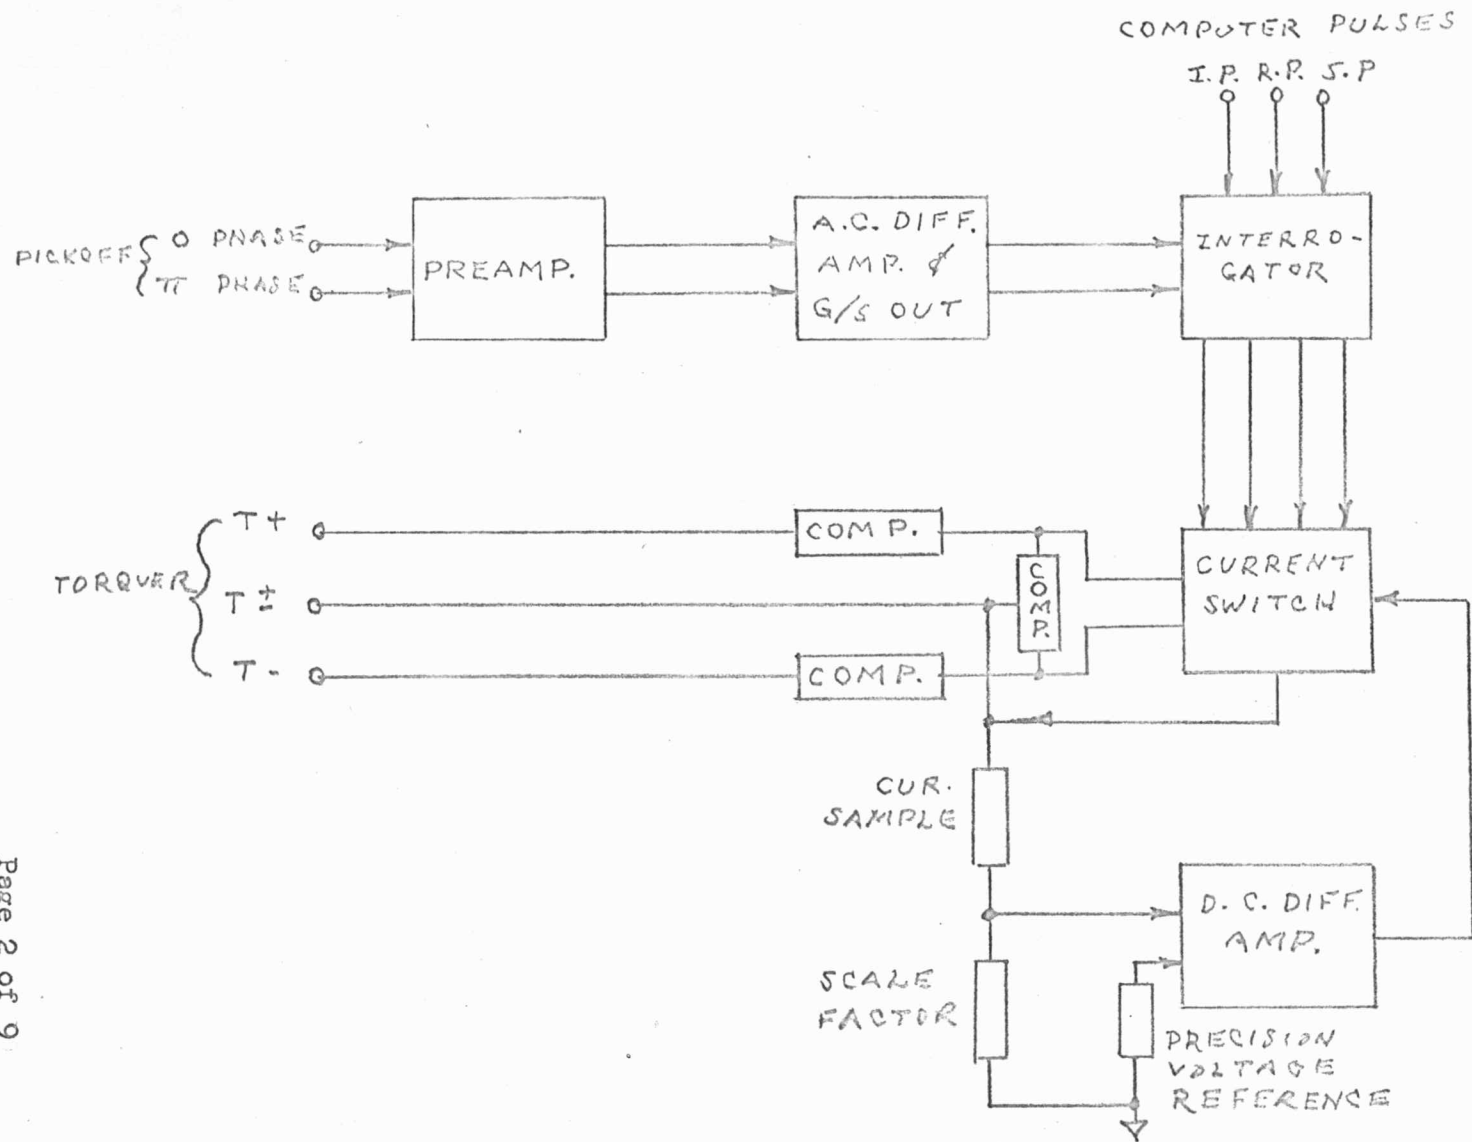 COMPUTER PULSES
I.P. R.P. S.P
PICKOFF { 0 PHASE
π PHASE
PREAMP.
A.C. DIFF.
AMP. &
G/S OUT
INTERRO-
GATOR
TORQUER { T+
T±
T-
COMP.
COMP.
COMP.
CURRENT
SWITCH
CUR.
SAMPLE
SCALE
FACTOR
D.C. DIFF.
AMP.
PRECISION
VOLTAGE
REFERENCE
Page 2 of 9